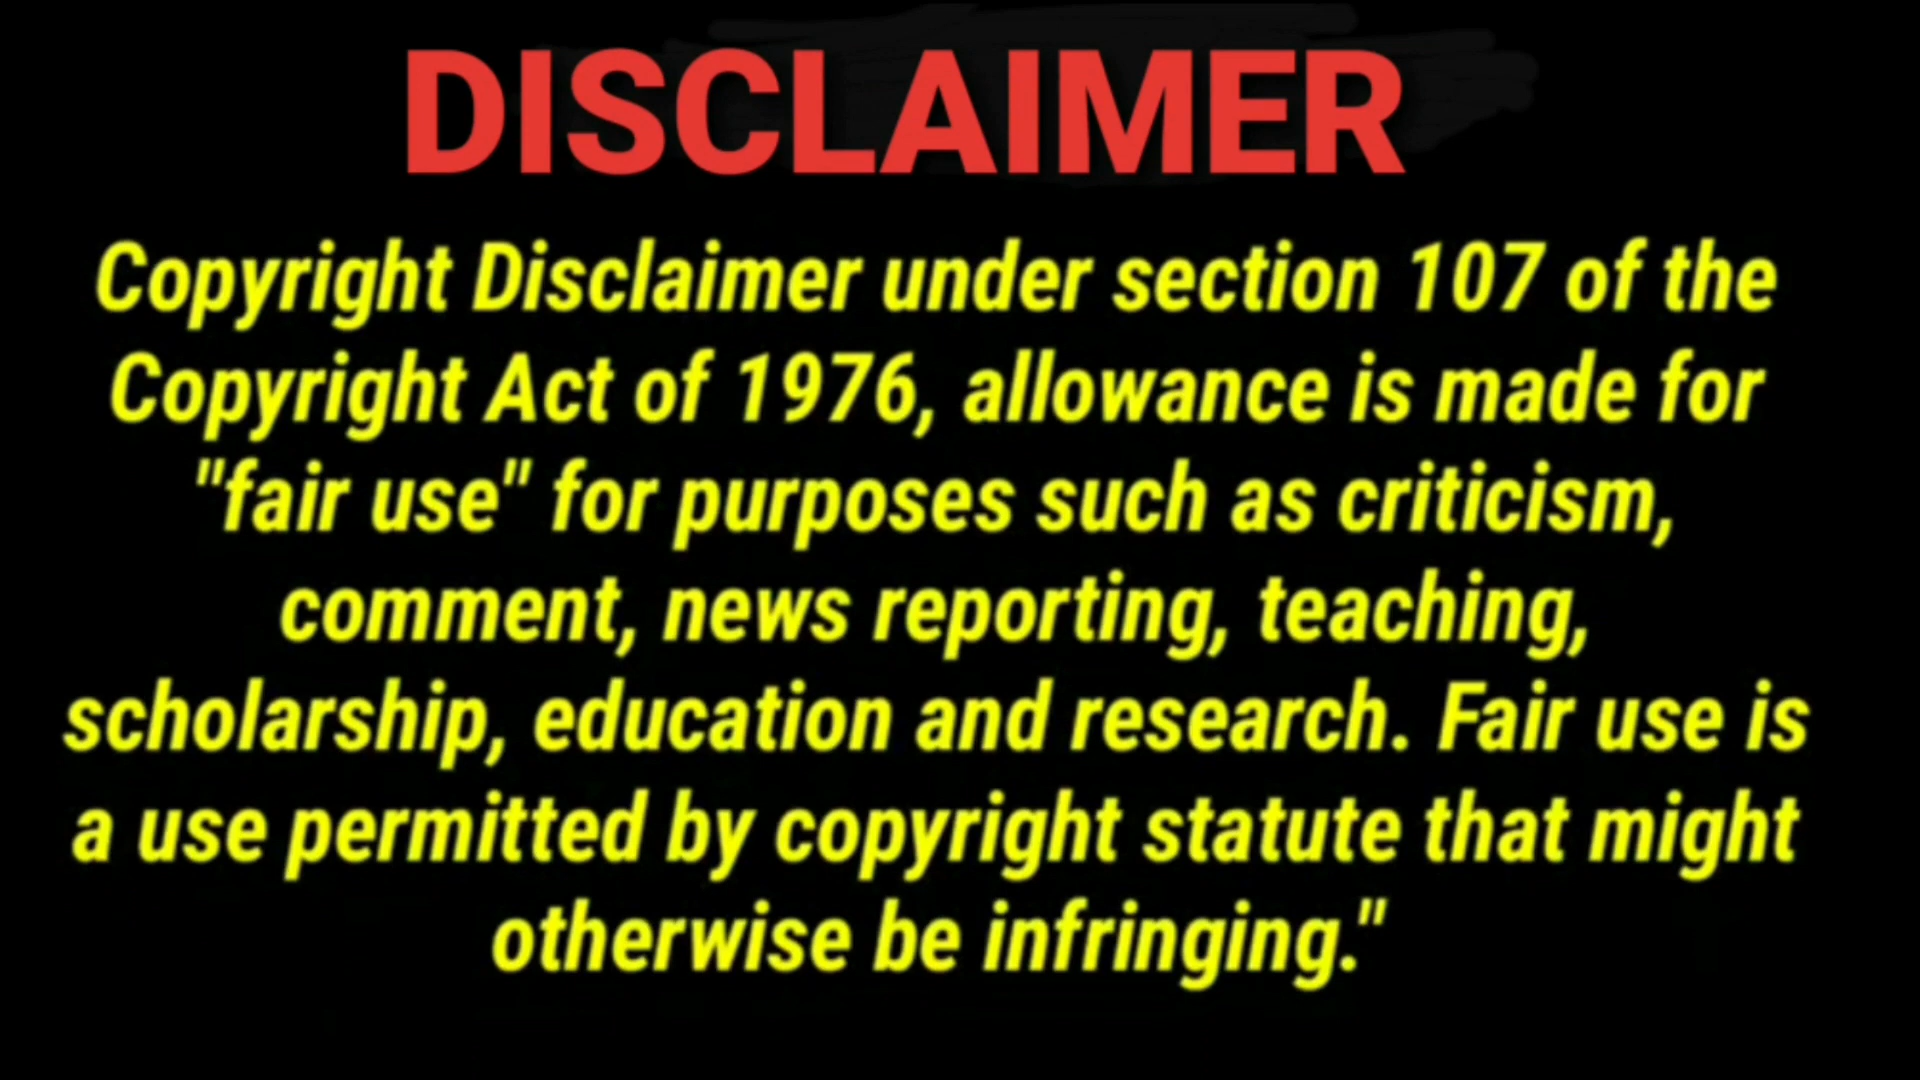 DISCLAIMER
Copyright Disclaimer under section 107 of the
Copyright Act of 1976, allowance is made for
"fair use" for purposes such as criticism,
comment, news reporting, teaching,
scholarship, education and research. Fair use is
a use permitted by copyright statute that might
otherwise be infringing."